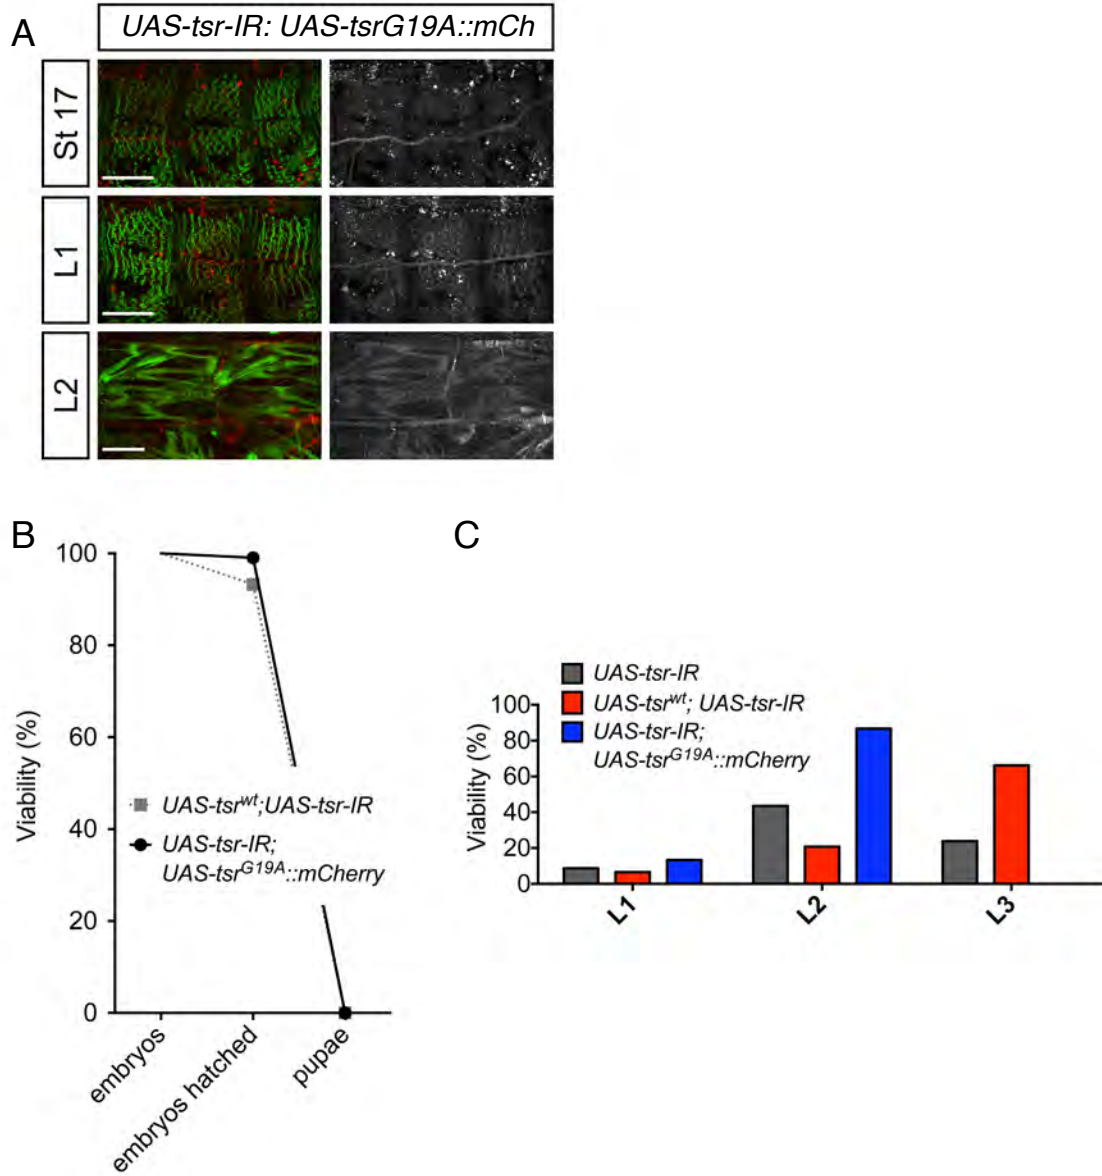 A
UAS-tsr-IR: UAS-tsrG19A::mCh
St 17
L1
L2
B
100
80
60
40
20
0
Viability (%)
UAS-tsrwt;UAS-tsr-IR
UAS-tsr-IR;
UAS-tsrG19A::mCherry
embryos
embryos hatched
pupae
C
UAS-tsr-IR
UAS-tsrwt; UAS-tsr-IR
UAS-tsr-IR;
UAS-tsrG19A::mCherry
100
80
60
40
20
0
Viability (%)
L1
L2
L3